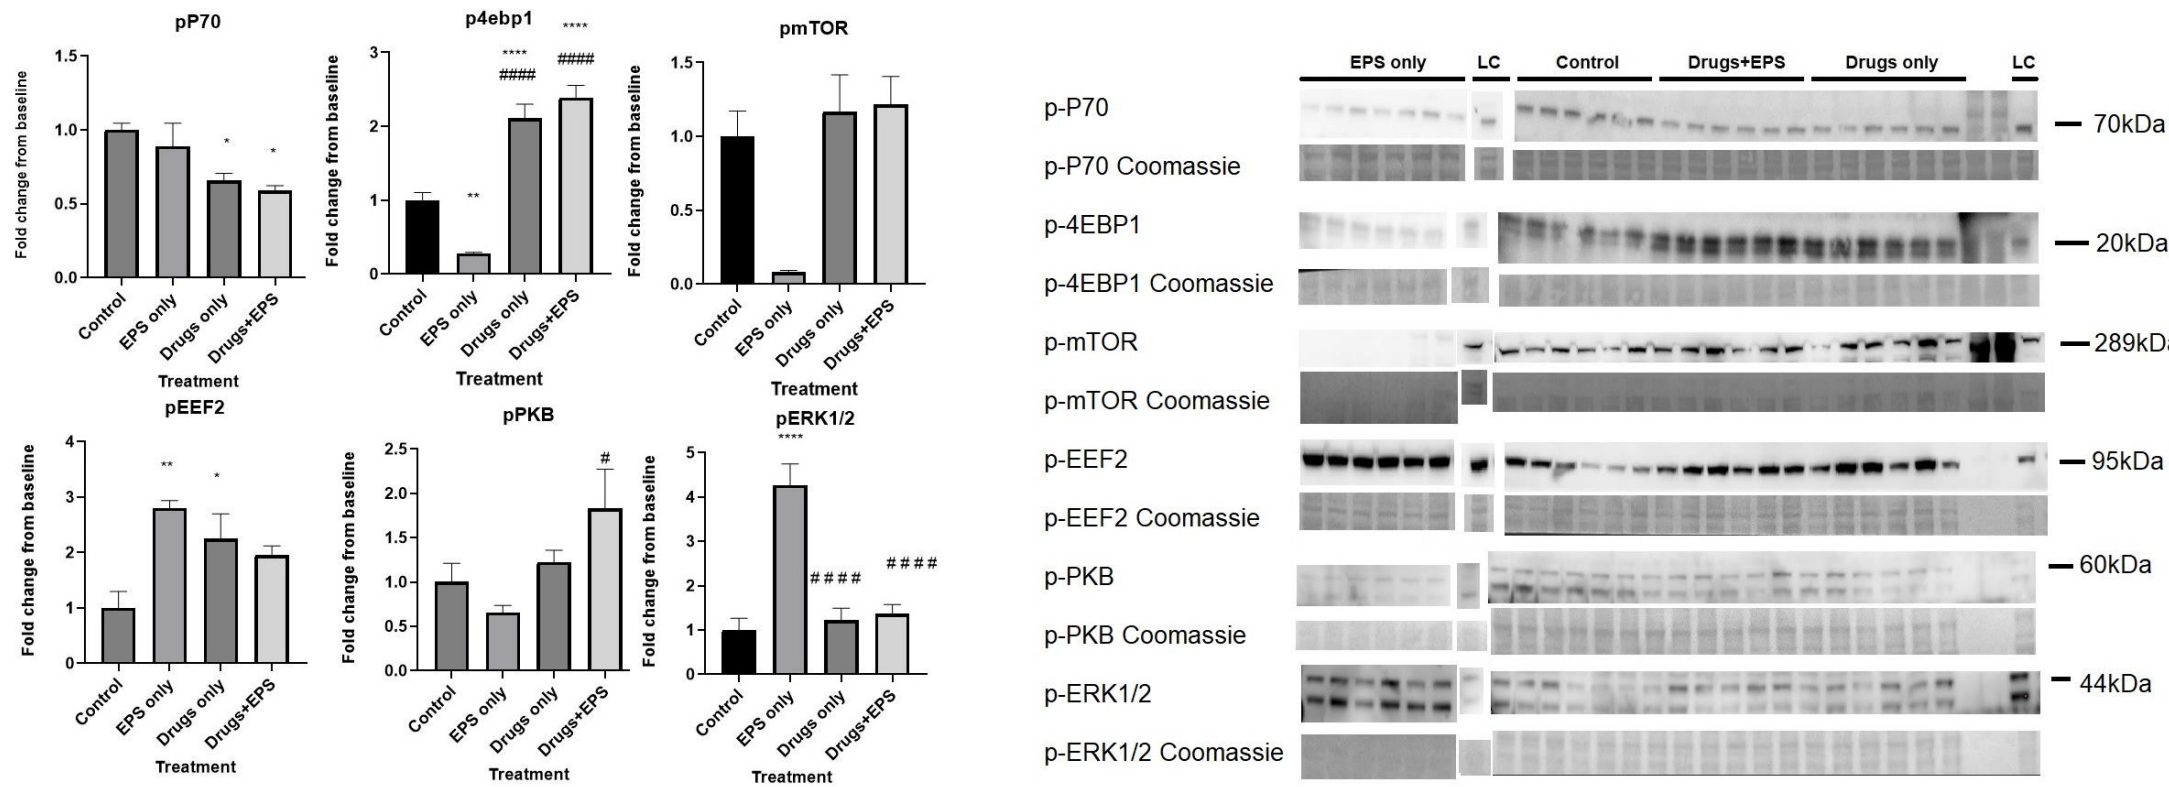 pP70
Fold change from baseline
1.5
1.0
0.5
0.0
*
*
Control
EPS only
Drugs only
Drugs+EPS
Treatment
p4ebp1
Fold change from baseline
3
2
1
0
**
****
####
****
####
Control
EPS only
Drugs only
Drugs+EPS
Treatment
pmTOR
Fold change from baseline
1.5
1.0
0.5
0.0
Control
EPS only
Drugs only
Drugs+EPS
Treatment
pEEF2
Fold change from baseline
4
3
2
1
0
**
*
Control
EPS only
Drugs only
Drugs+EPS
Treatment
pPKB
Fold change from baseline
2.5
2.0
1.5
1.0
0.5
0.0
#
Control
EPS only
Drugs only
Drugs+EPS
Treatment
pERK1/2
Fold change from baseline
5
4
3
2
1
0
****
####
####
Control
EPS only
Drugs only
Drugs+EPS
Treatment
EPS only LC Control Drugs+EPS Drugs only LC
p-P70 70kDa
p-P70 Coomassie
p-4EBP1 20kDa
p-4EBP1 Coomassie
p-mTOR 289kDa
p-mTOR Coomassie
p-EEF2 95kDa
p-EEF2 Coomassie
p-PKB 60kDa
p-PKB Coomassie
p-ERK1/2 44kDa
p-ERK1/2 Coomassie